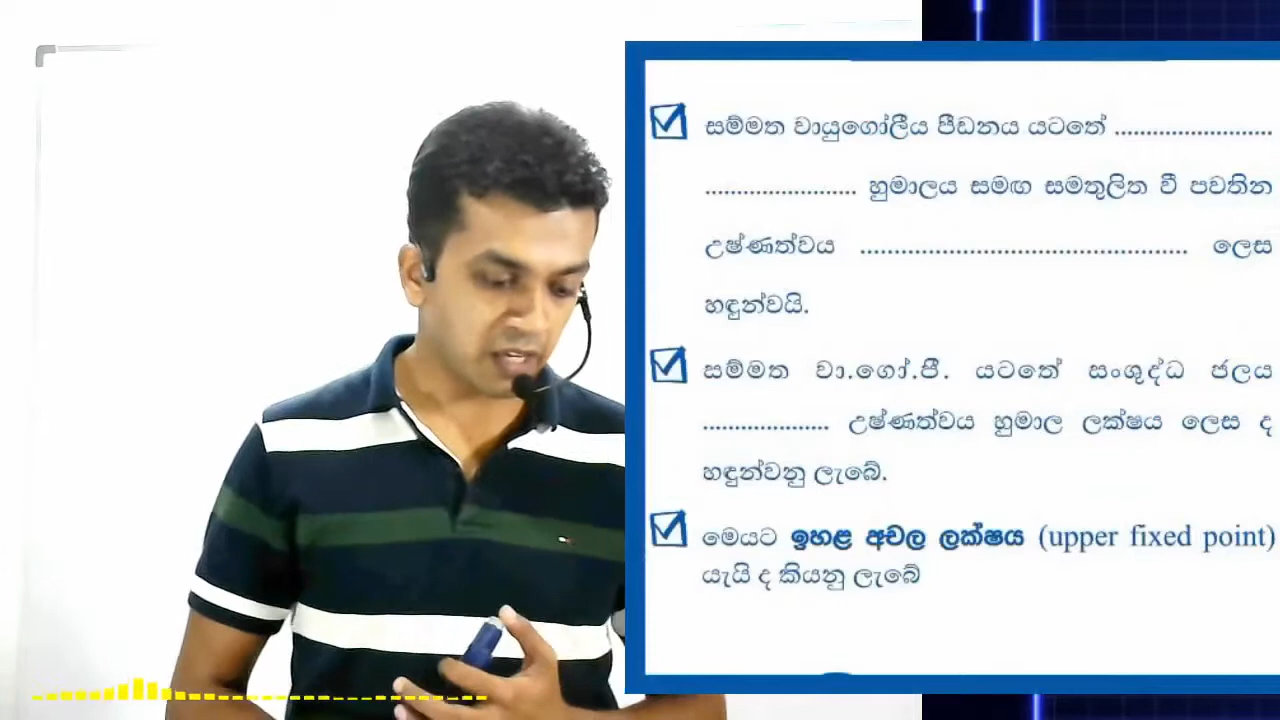 සම්මත වායුගෝලීය පීඩනය යටතේ ........................
....................... හුමාලය සමඟ සමතුලිත වී පවතින
උෂ්ණත්වය ................................................. ලෙස
හඳුන්වයි.
සම්මත වා.ගෝ.පී. යටතේ සංශුද්ධ ජලය
................... උෂ්ණත්වය හුමාල ලක්ෂය ලෙස ද
හඳුන්වනු ලැබේ.
මෙයට ඉහළ අචල ලක්ෂය (upper fixed point)
යැයි ද කියනු ලැබේ